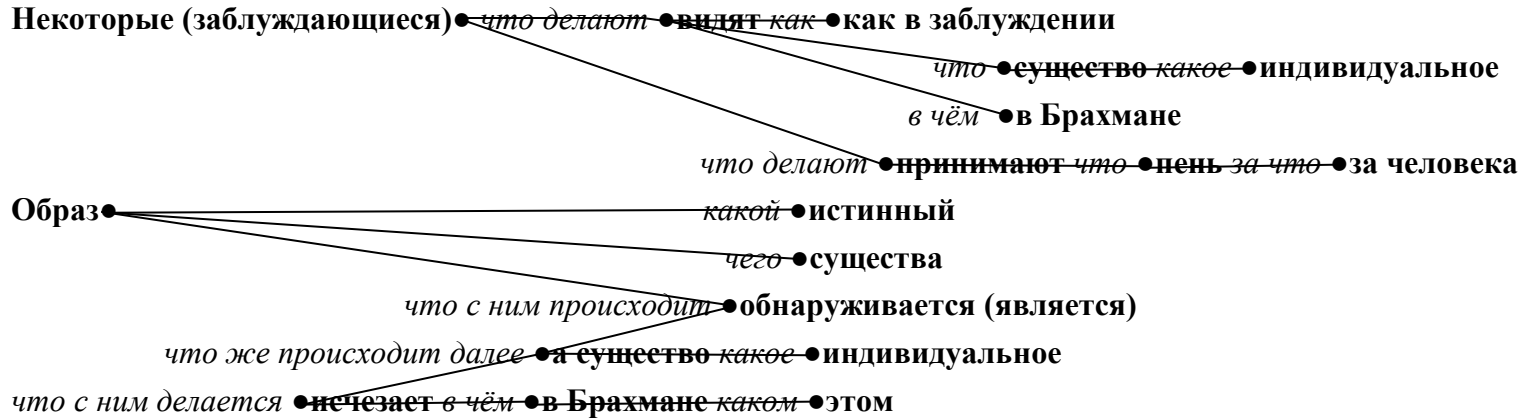 Некоторые (заблуждающиеся) что делают видят как как в заблуждении
что существо какое индивидуальное
в чём в Брахмане
что делают принимают что пень за что за человека
Образ какой истинный
чего существа
что с ним происходит обнаруживается (является)
что же происходит далее а существо какое индивидуальное
что с ним делается исчезает в чём в Брахмане каком этом